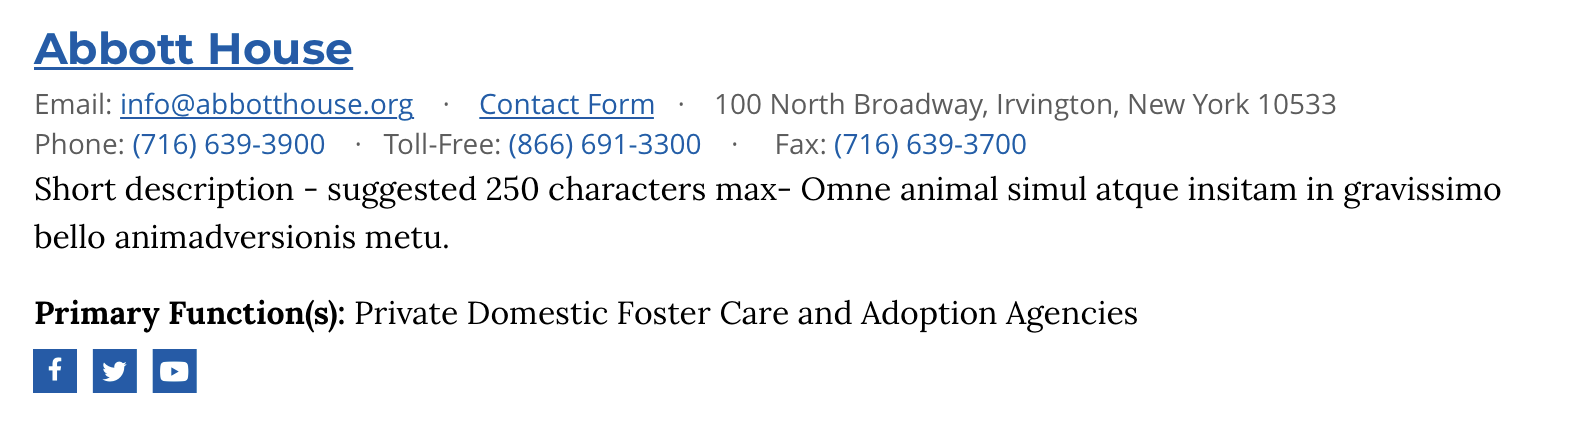 Abbott House
Email: info@abbotthouse.org · Contact Form · 100 North Broadway, Irvington, New York 10533
Phone: (716) 639-3900 · Toll-Free: (866) 691-3300 · Fax: (716) 639-3700
Short description - suggested 250 characters max- Omne animal simul atque insitam in gravissimo
bello animadversionis metu.
Primary Function(s): Private Domestic Foster Care and Adoption Agencies